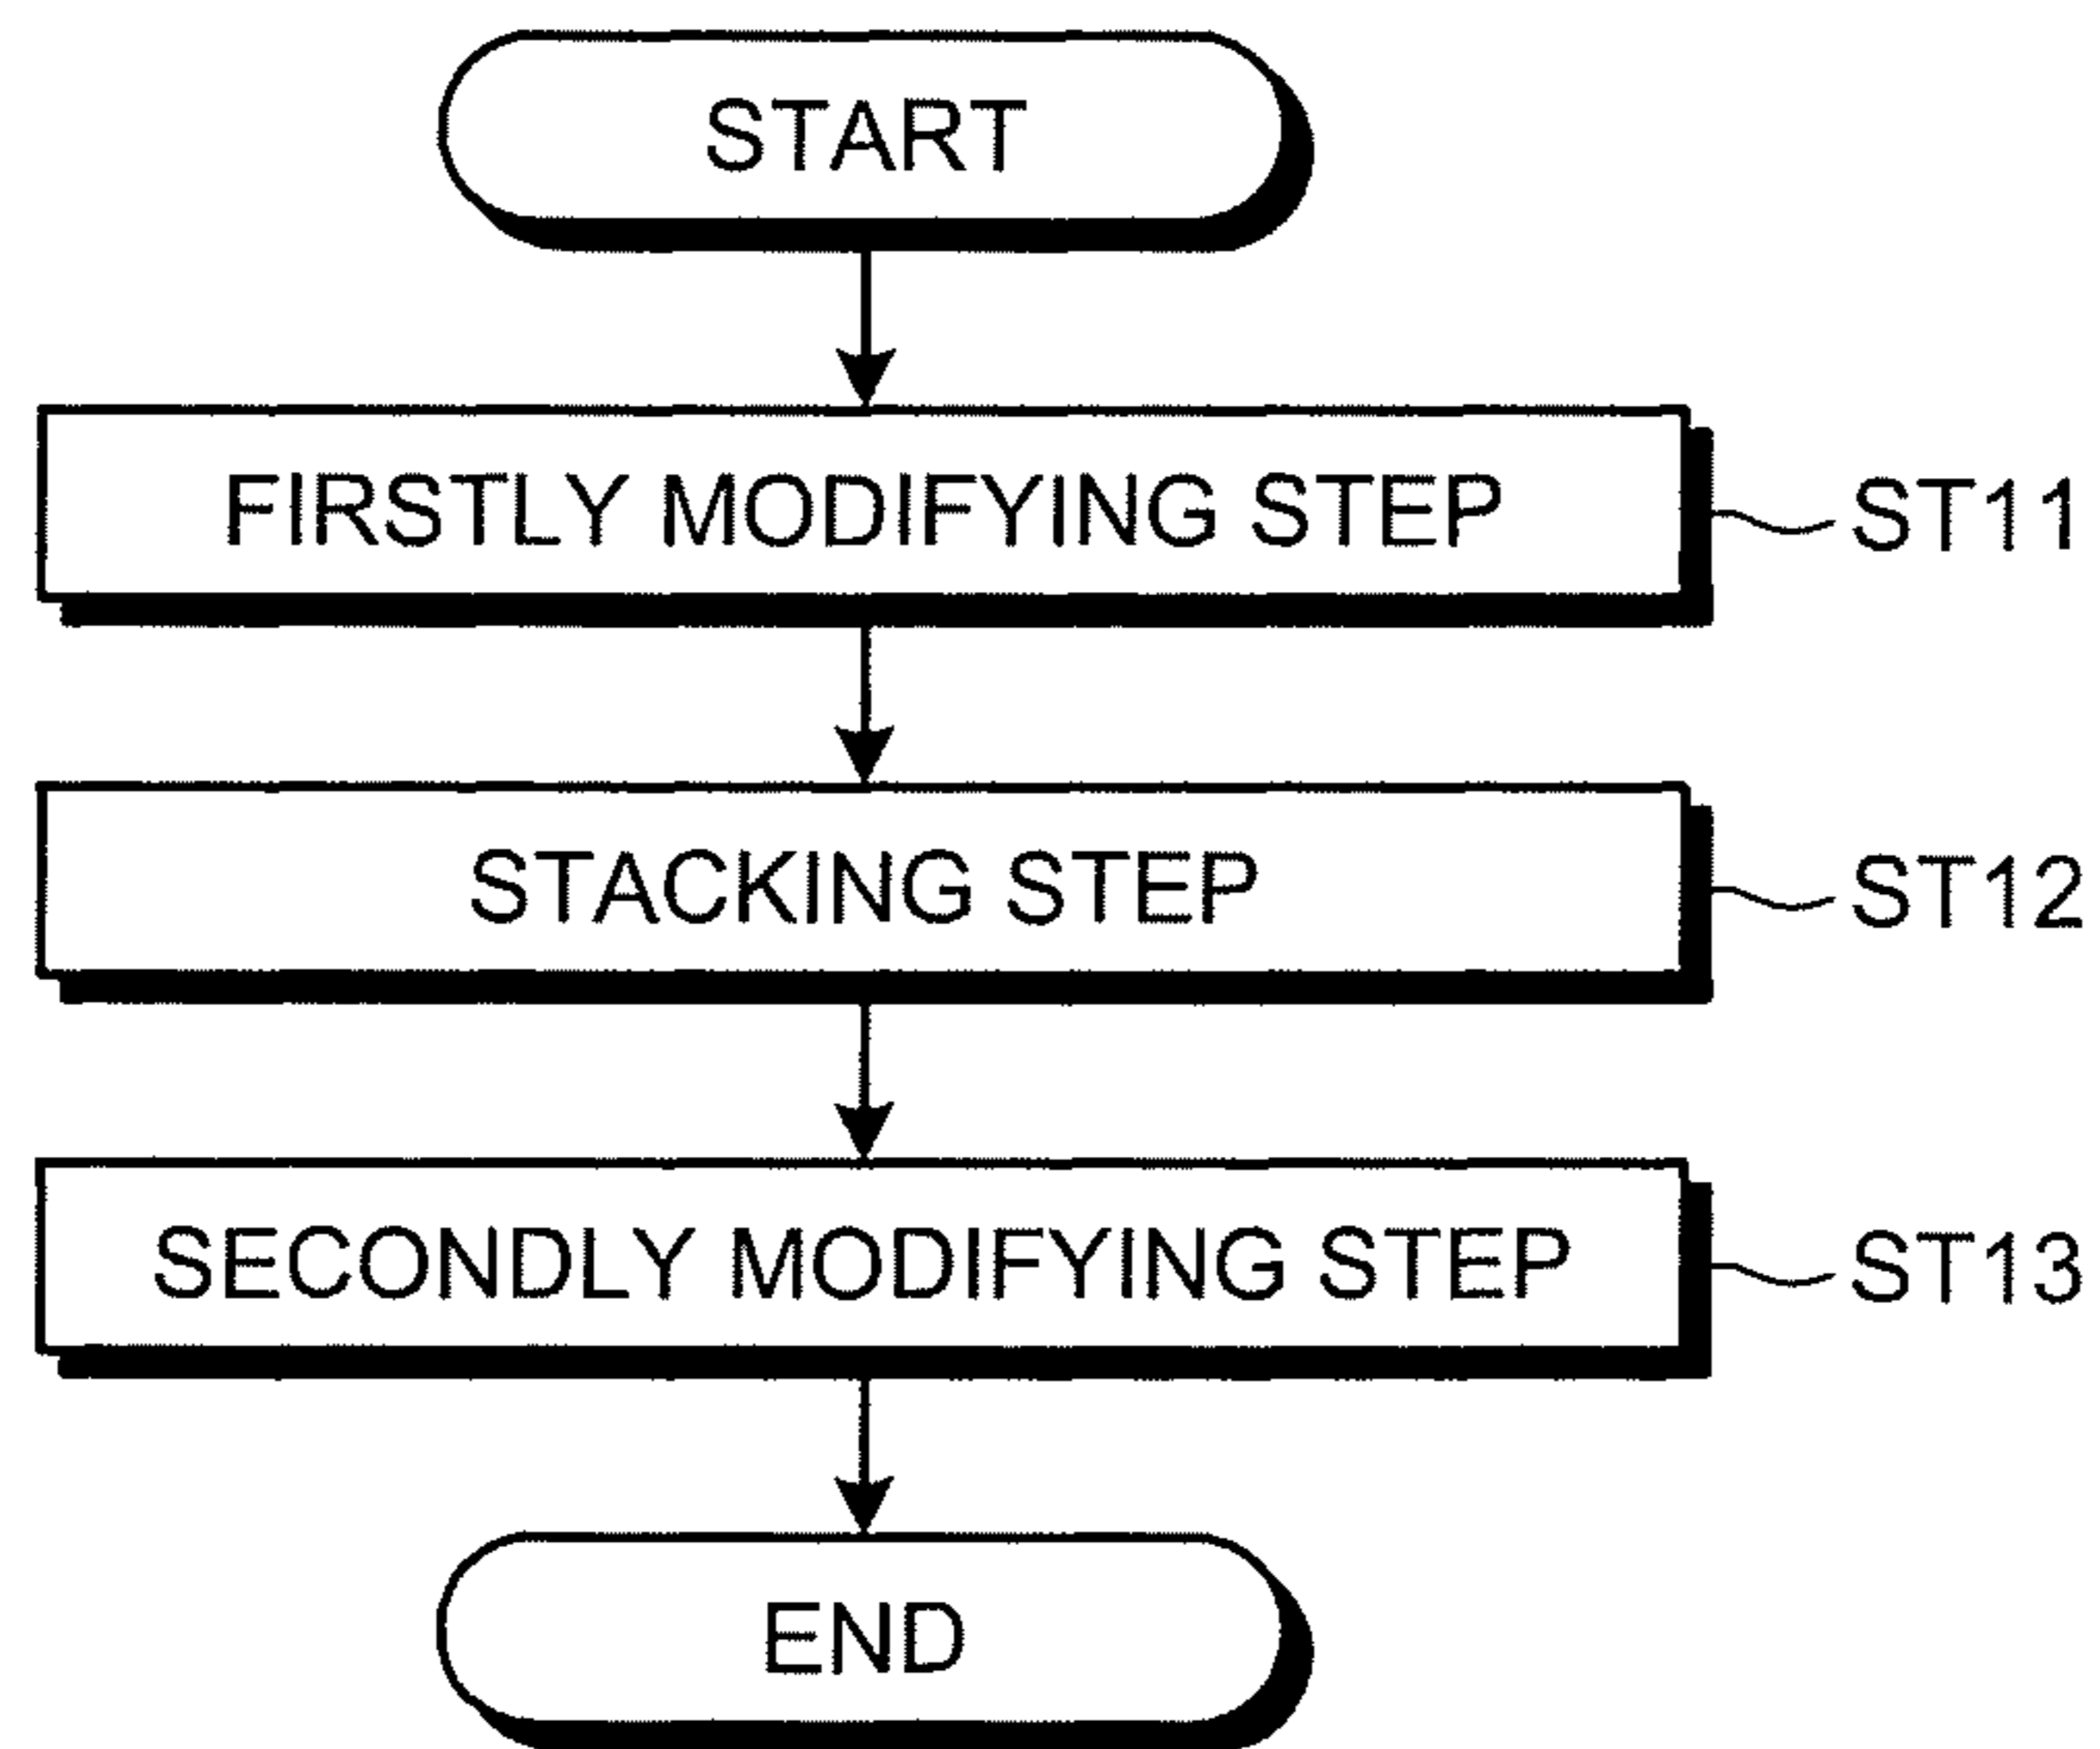 START
FIRSTLY MODIFYING STEP
ST11
STACKING STEP
ST12
SECONDLY MODIFYING STEP
ST13
END